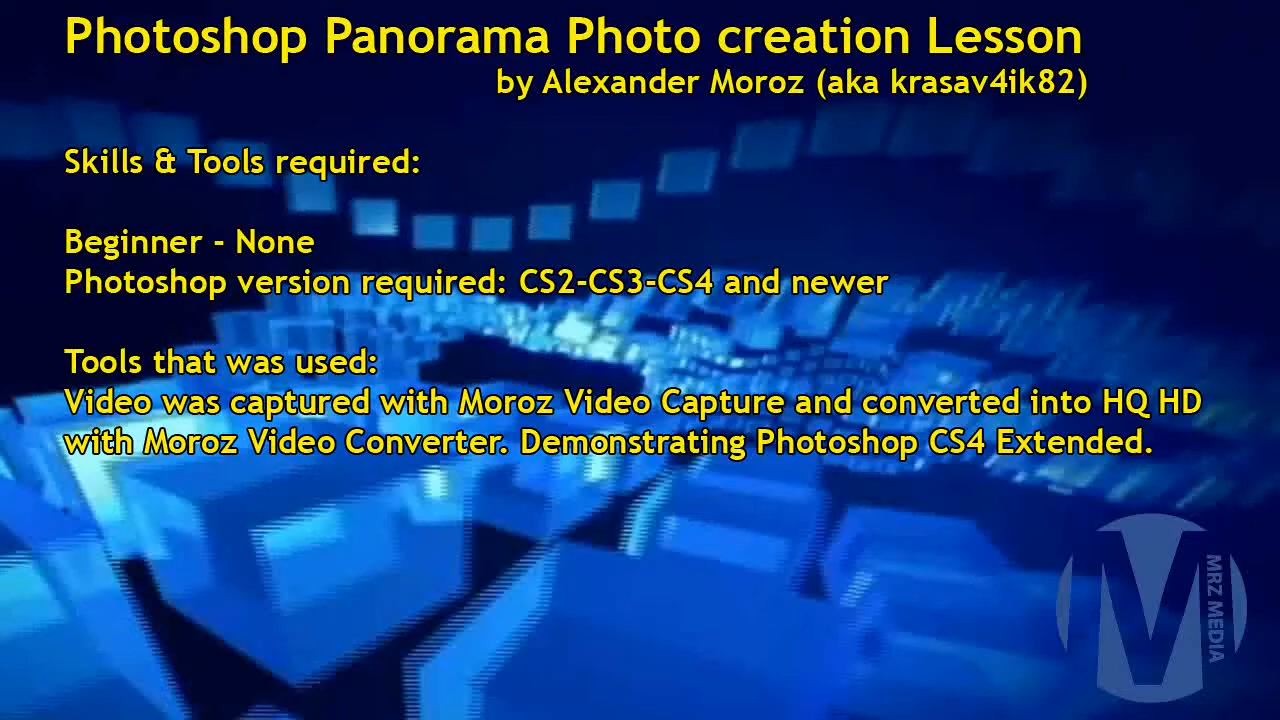 Photoshop Panorama Photo creation Lesson
by Alexander Moroz (aka krasav4ik82)
Skills & Tools required:
Beginner - None
Photoshop version required: CS2-CS3-CS4 and newer
Tools that was used:
Video was captured with Moroz Video Capture and converted into HQ HD
with Moroz Video Converter. Demonstrating Photoshop CS4 Extended.
MRZ MEDIA